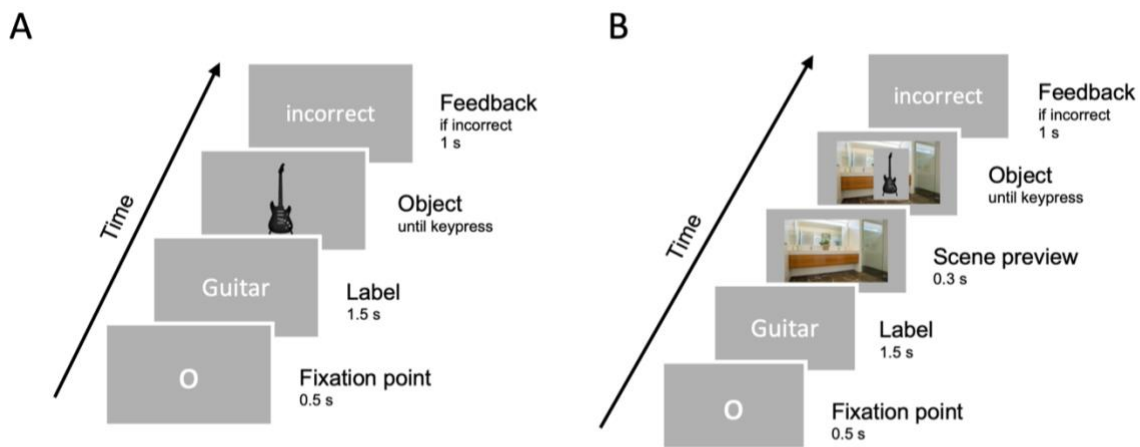 A
incorrect
Feedback
if incorrect
1 s
Object
until keypress
Time
Guitar
Label
1.5 s
O
Fixation point
0.5 s
B
incorrect
Feedback
if incorrect
1 s
Object
until keypress
Time
Scene preview
0.3 s
Guitar
Label
1.5 s
O
Fixation point
0.5 s